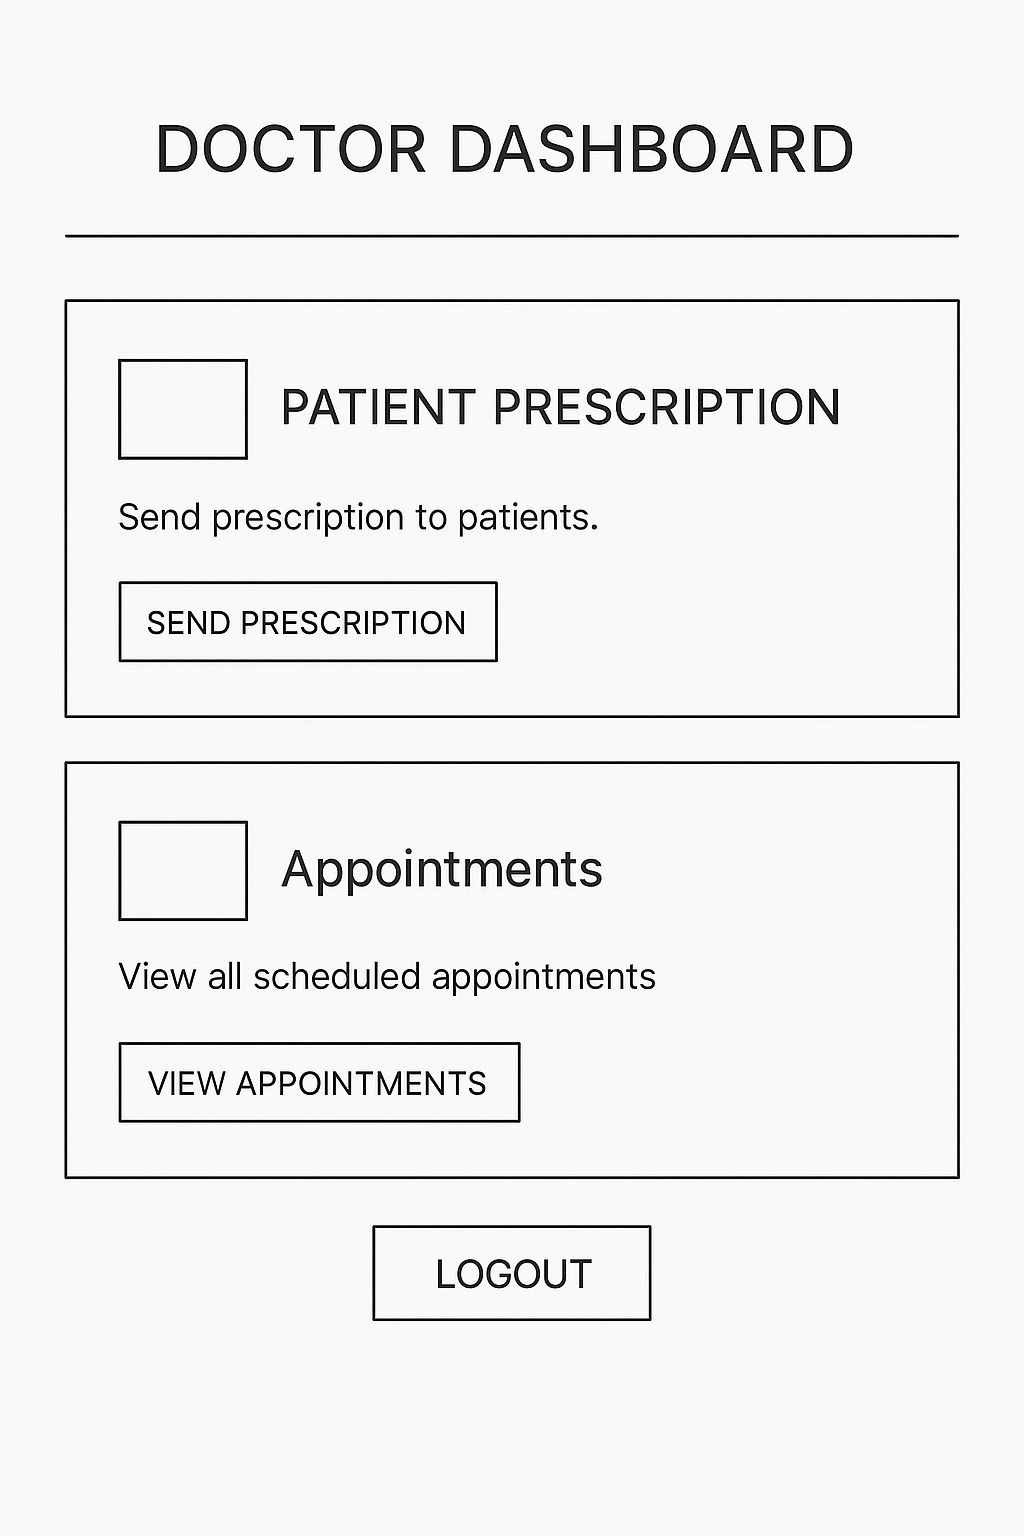 DOCTOR DASHBOARD
PATIENT PRESCRIPTION
Send prescription to patients.
SEND PRESCRIPTION
Appointments
View all scheduled appointments
VIEW APPOINTMENTS
LOGOUT